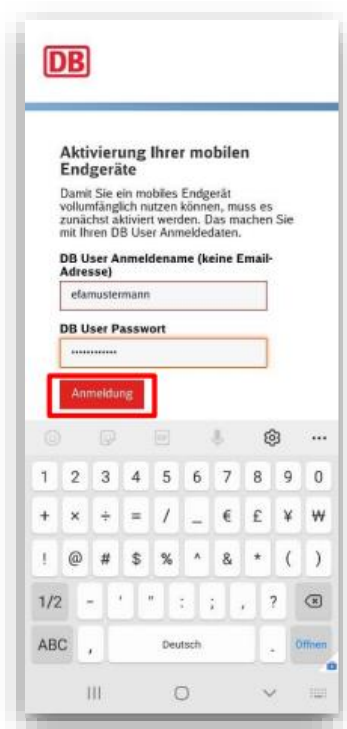 DB
Aktivierung Ihrer mobilen
Endgeräte
Damit Sie ein mobiles Endgerät
vollumfänglich nutzen können, muss es
zunächst aktiviert werden. Das machen Sie
mit Ihren DB User Anmeldedaten.
DB User Anmeldename (keine Email-
Adresse)
efamustermann
DB User Passwort
••••••••••••
Anmeldung
GIF
1 2 3 4 5 6 7 8 9 0
+ × ÷ = / _ € £ ¥ ₩
! @ # $ % ^ & * ( )
1/2 - ' " : ; , ?
ABC , Deutsch . Öffnen